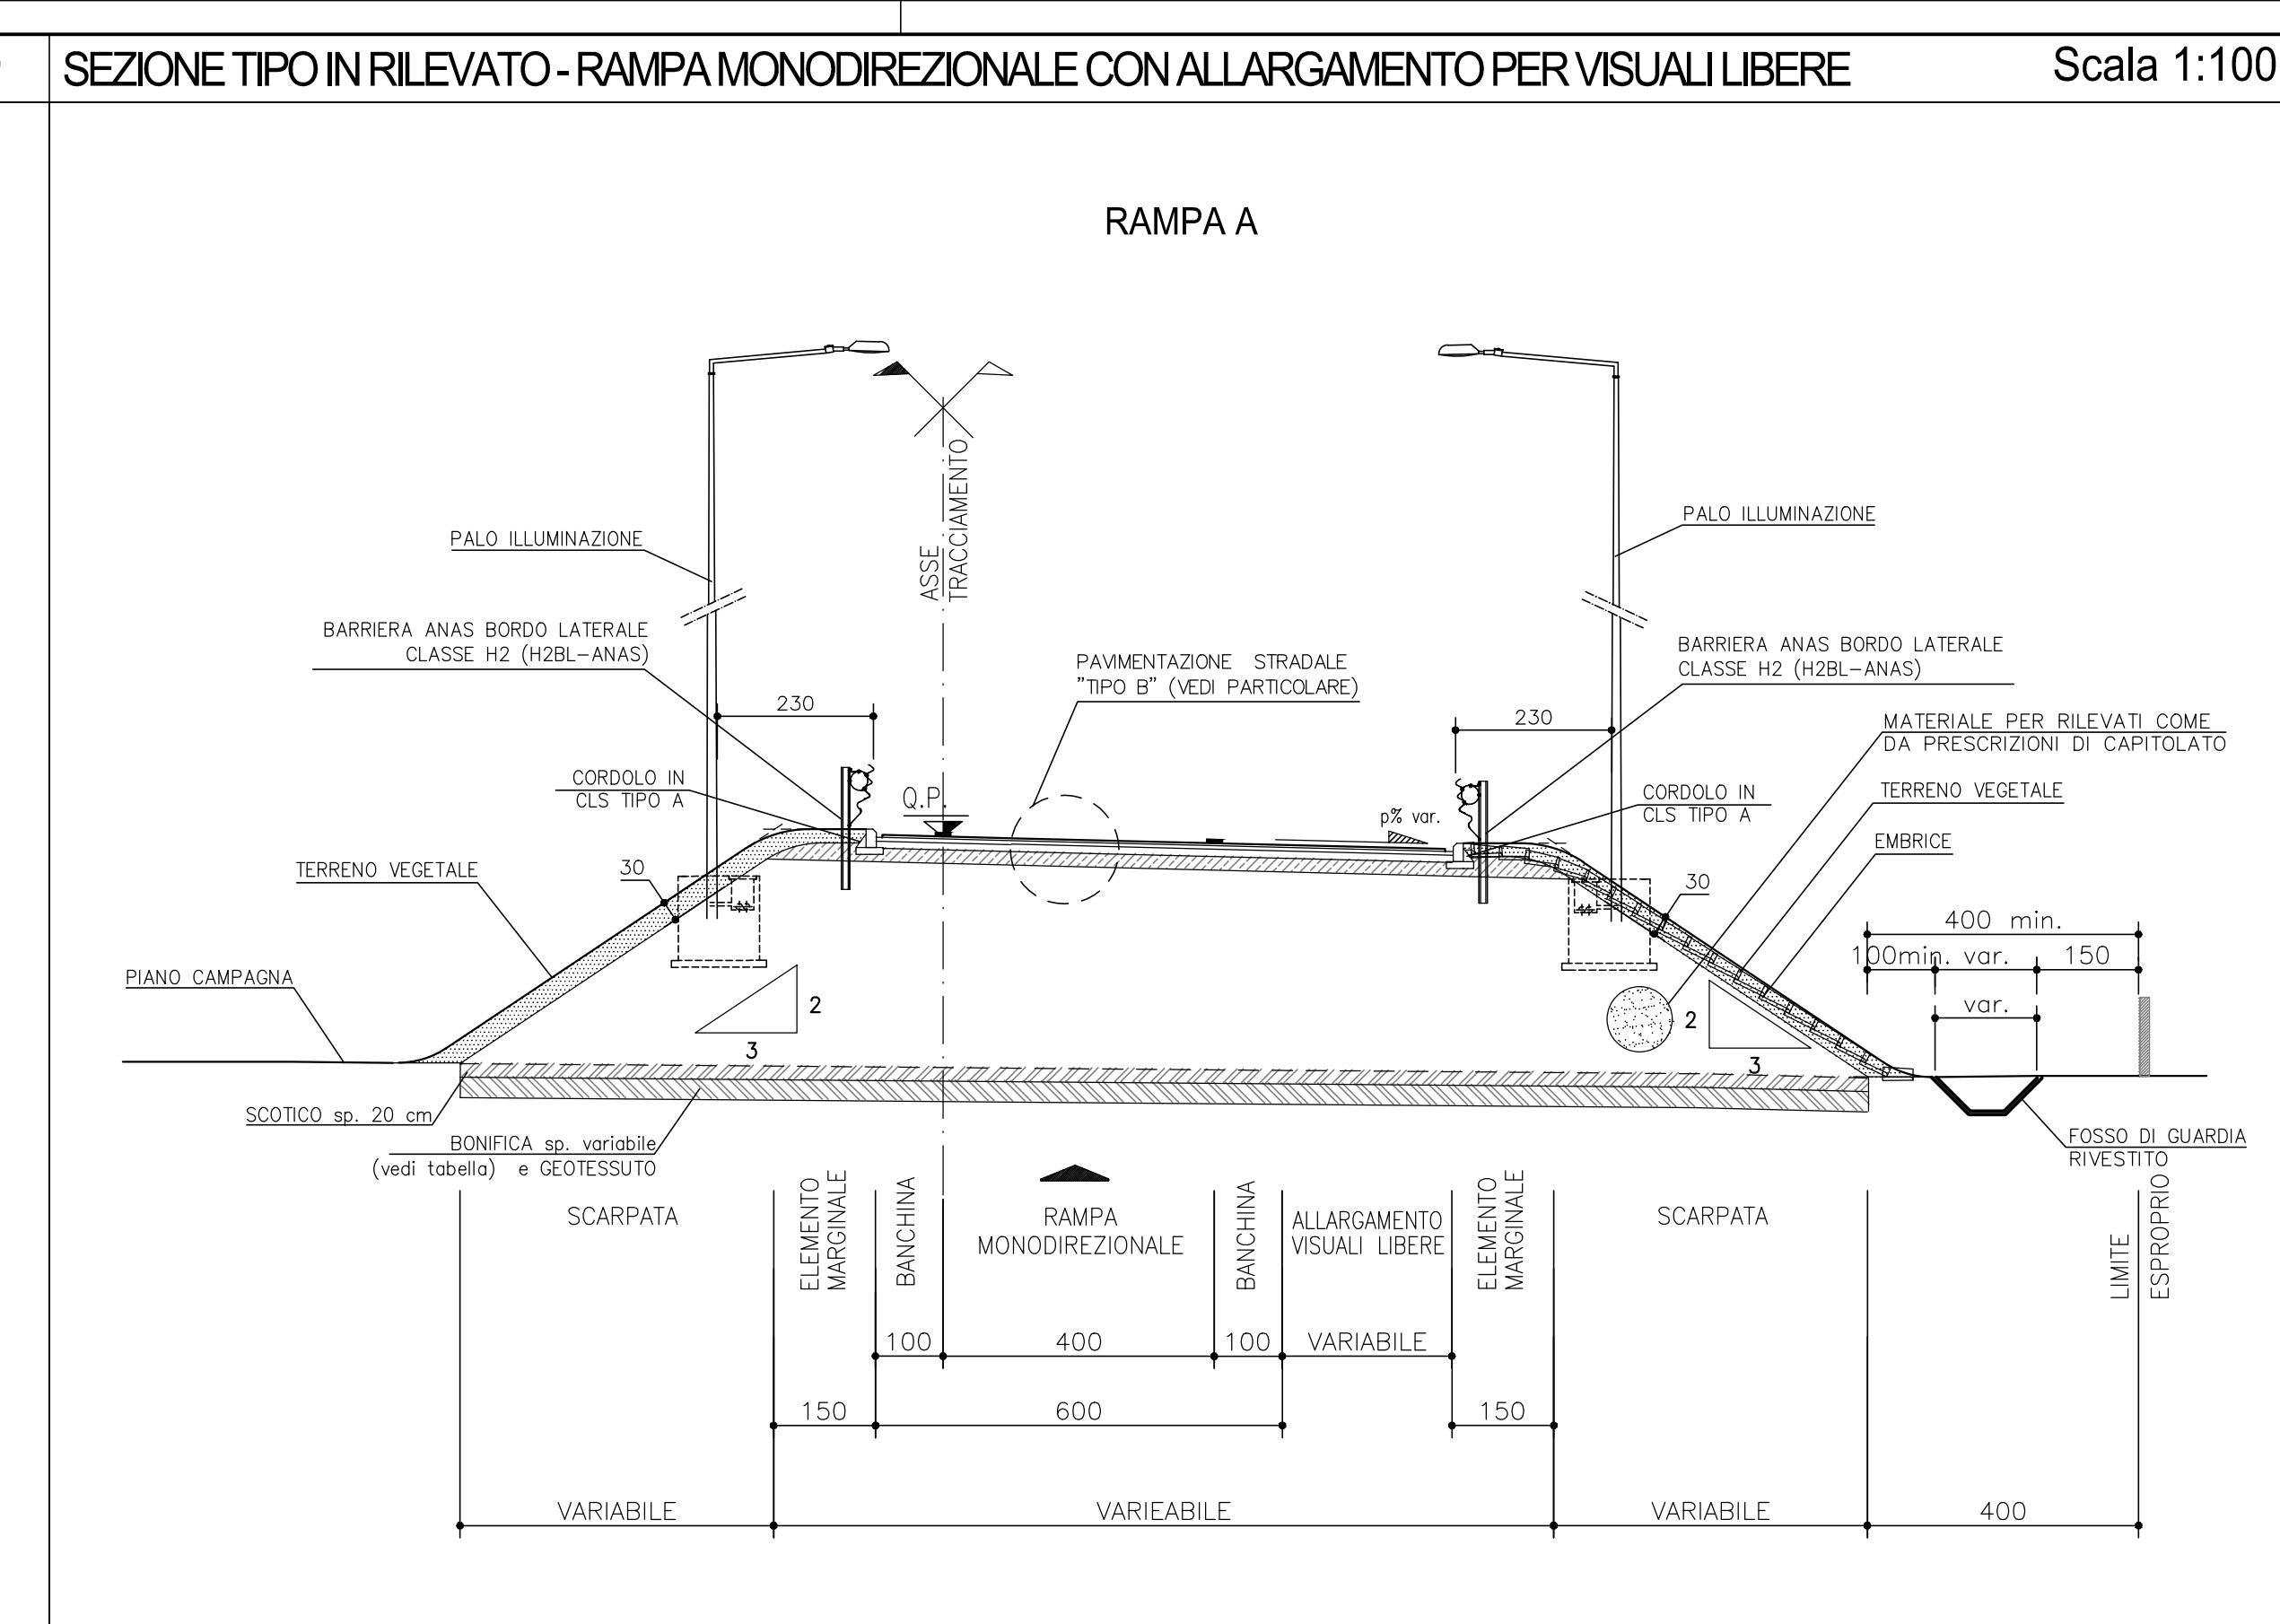 SEZIONE TIPO IN RILEVATO - RAMPA MONODIREZIONALE CON ALLARGAMENTO PER VISUALI LIBERE
Scala 1:100
RAMPA A
ASSE
TRACCIAMENTO
PALO ILLUMINAZIONE
PALO ILLUMINAZIONE
BARRIERA ANAS BORDO LATERALE
CLASSE H2 (H2BL-ANAS)
BARRIERA ANAS BORDO LATERALE
CLASSE H2 (H2BL-ANAS)
PAVIMENTAZIONE STRADALE
"TIPO B" (VEDI PARTICOLARE)
230
230
MATERIALE PER RILEVATI COME
DA PRESCRIZIONI DI CAPITOLATO
CORDOLO IN
CLS TIPO A
Q.P.
p% var.
CORDOLO IN
CLS TIPO A
TERRENO VEGETALE
EMBRICE
TERRENO VEGETALE
30
30
400 min.
100min.
var.
150
var.
PIANO CAMPAGNA
2
3
2
3
SCOTICO sp. 20 cm
BONIFICA sp. variabile
(vedi tabella) e GEOTESSUTO
FOSSO DI GUARDIA
RIVESTITO
SCARPATA
ELEMENTO
MARGINALE
BANCHINA
RAMPA
MONODIREZIONALE
BANCHINA
ALLARGAMENTO
VISUALI LIBERE
ELEMENTO
MARGINALE
SCARPATA
LIMITE
ESPROPRIO
100
400
100
VARIABILE
150
600
150
VARIABILE
VARIEABILE
VARIABILE
400